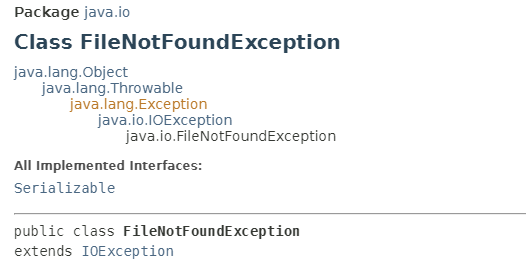 Package java.io
Class FileNotFoundException
java.lang.Object
java.lang.Throwable
java.lang.Exception
java.io.IOException
java.io.FileNotFoundException
All Implemented Interfaces:
Serializable
public class FileNotFoundException
extends IOException